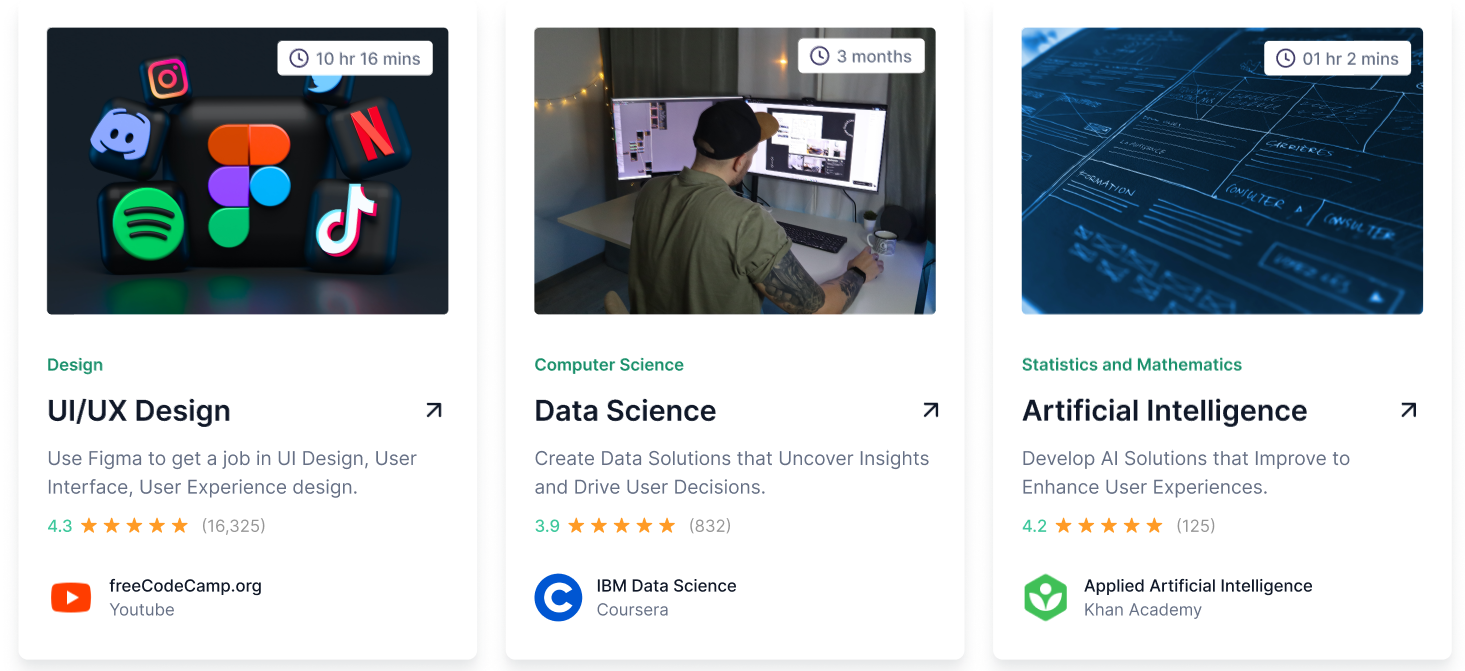 10 hr 16 mins
Design
UI/UX Design
Use Figma to get a job in UI Design, User
Interface, User Experience design.
4.3 (16,325)
freeCodeCamp.org
Youtube
3 months
Computer Science
Data Science
Create Data Solutions that Uncover Insights
and Drive User Decisions.
3.9 (832)
IBM Data Science
Coursera
01 hr 2 mins
CARRIÈRES
FORMATION
CONSULTER
CONSULTER
Statistics and Mathematics
Artificial Intelligence
Develop AI Solutions that Improve to
Enhance User Experiences.
4.2 (125)
Applied Artificial Intelligence
Khan Academy